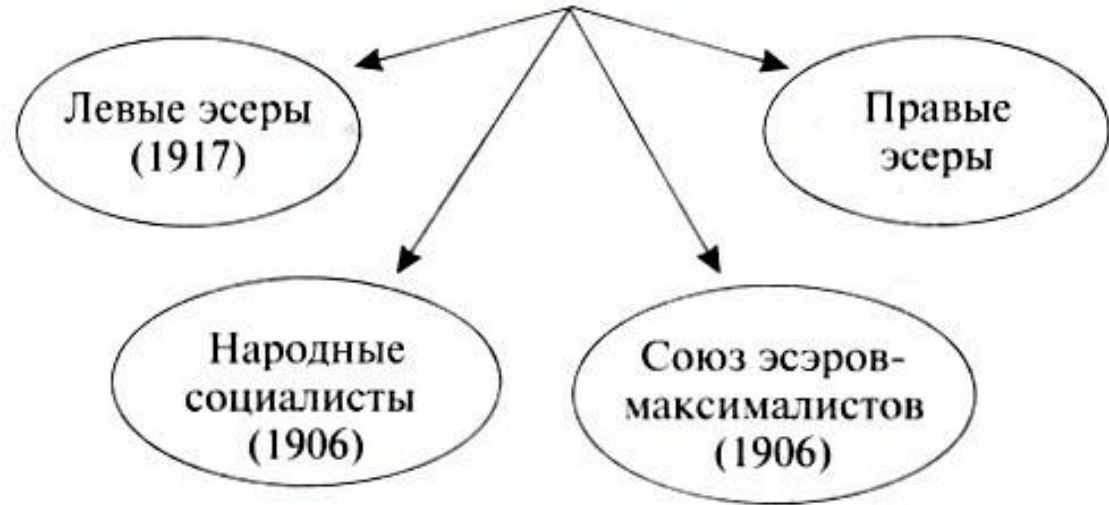 Левые эсеры
(1917)
Правые
эсеры
Народные
социалисты
(1906)
Союз эсэров-
максималистов
(1906)